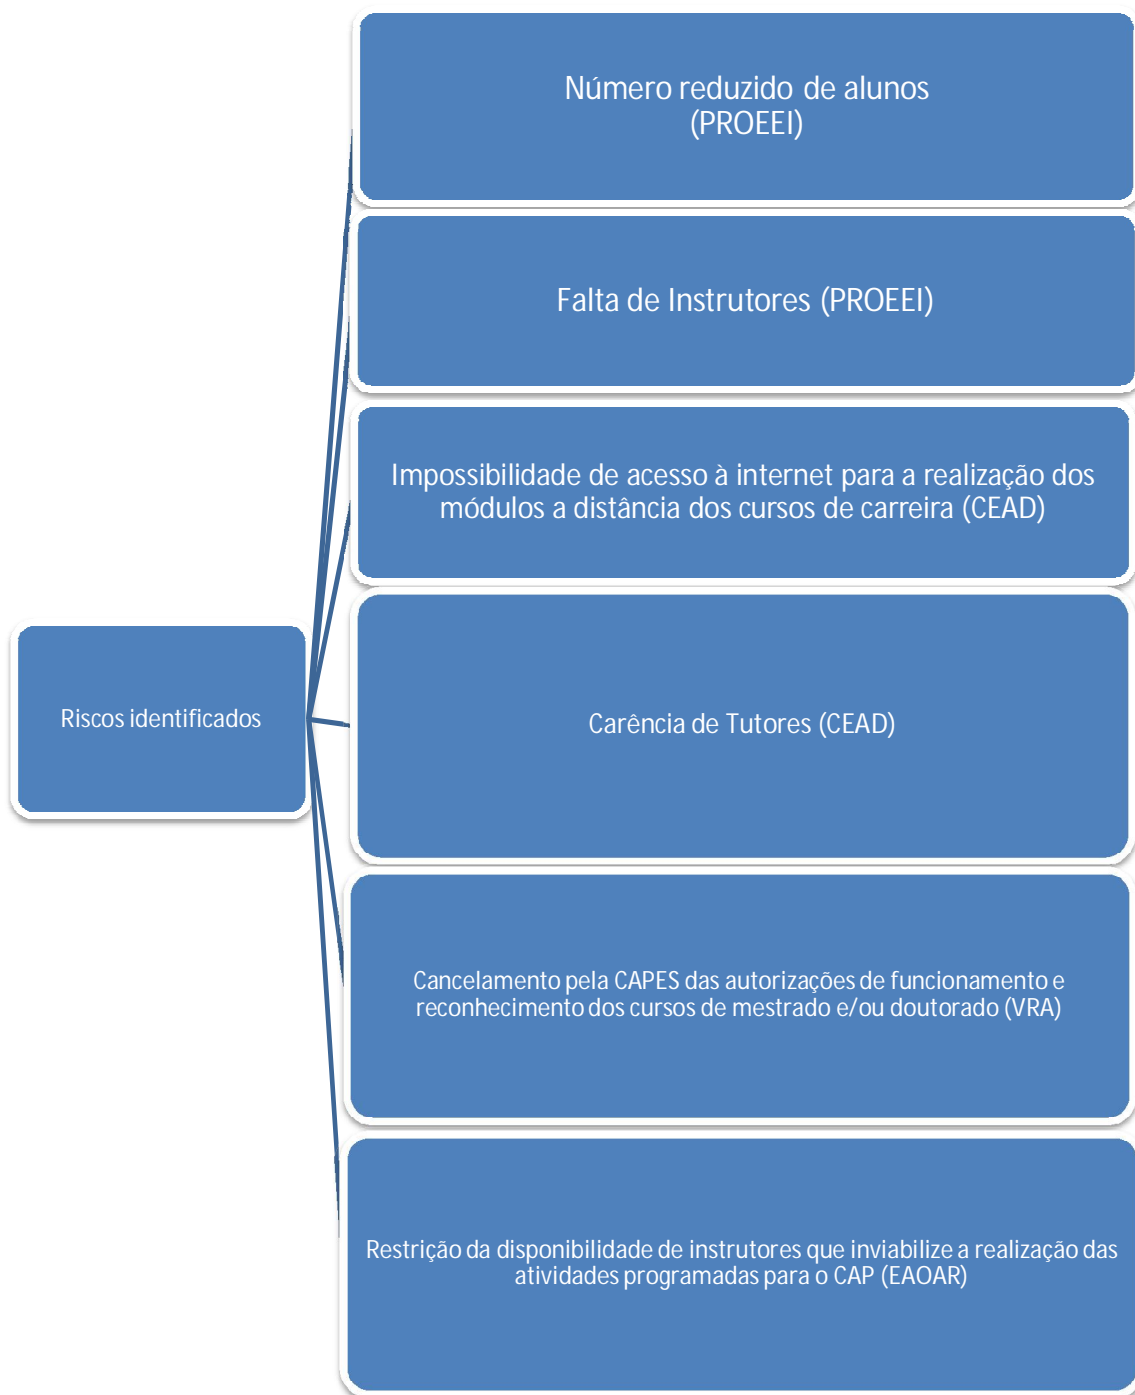 Número reduzido de alunos
(PROEEI)
Falta de Instrutores (PROEEI)
Impossibilidade de acesso à internet para a realização dos
módulos a distância dos cursos de carreira (CEAD)
Riscos identificados
Carência de Tutores (CEAD)
Cancelamento pela CAPES das autorizações de funcionamento e
reconhecimento dos cursos de mestrado e/ou doutorado (VRA)
Restrição da disponibilidade de instrutores que inviabilize a realização das
atividades programadas para o CAP (EAOAR)